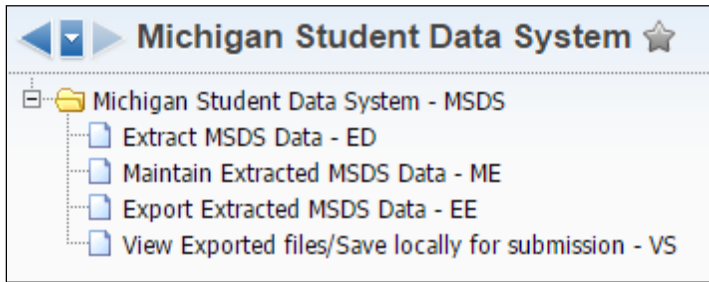 Michigan Student Data System
Michigan Student Data System - MSDS
Extract MSDS Data - ED
Maintain Extracted MSDS Data - ME
Export Extracted MSDS Data - EE
View Exported files/Save locally for submission - VS